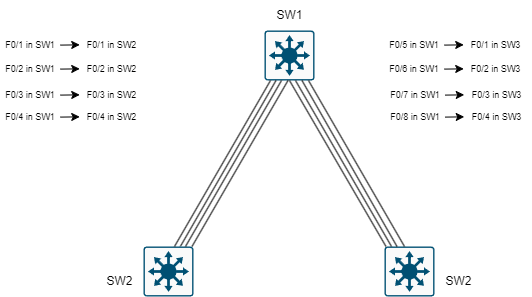 SW1
F0/1 in SW1 F0/1 in SW2
F0/2 in SW1 F0/2 in SW2
F0/3 in SW1 F0/3 in SW2
F0/4 in SW1 F0/4 in SW2
F0/5 in SW1 F0/1 in SW3
F0/6 in SW1 F0/2 in SW3
F0/7 in SW1 F0/3 in SW3
F0/8 in SW1 F0/4 in SW3
SW2
SW2